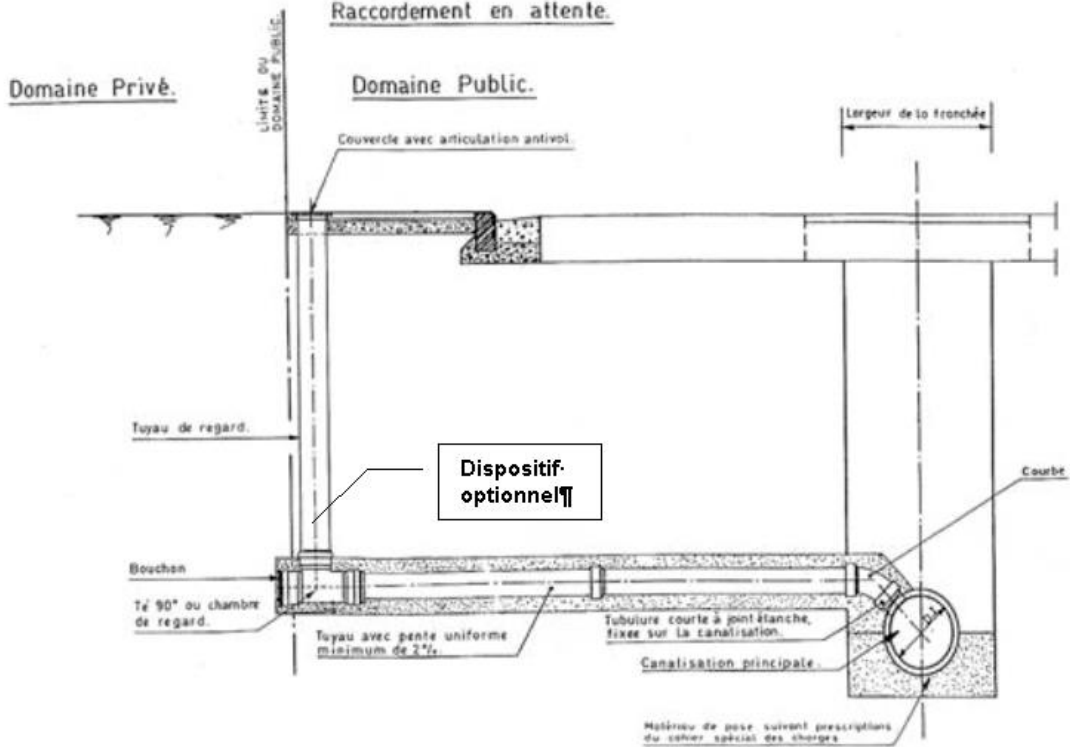 Raccordement en attente.
Domaine Privé.
LIMITE DU
DOMAINE PUBLIC.
Domaine Public.
Largeur de la tranchée
Couvercle avec articulation antivol.
Tuyau de regard.
Dispositif·
optionnel¶
Courbe
Bouchon
Té 90° ou chambre
de regard.
Tuyau avec pente uniforme
minimum de 2%.
Tubulure courte à joint étanche,
fixée sur la canalisation.
Canalisation principale.
Matériau de pose suivant prescriptions
du cahier spécial des charges